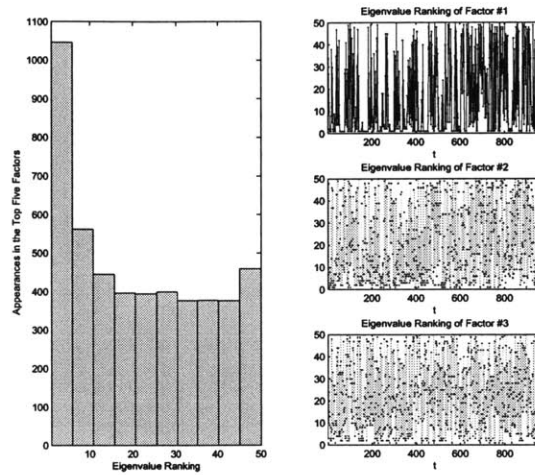 1100
1000
900
800
700
600
500
400
300
200
100
0
Appearances in the Top Five Factors
10 20 30 40 50
Eigenvalue Ranking
Eigenvalue Ranking of Factor #1
50
40
30
20
10
0
200 400 600 800
t
Eigenvalue Ranking of Factor #2
50
40
30
20
10
0
200 400 600 800
t
Eigenvalue Ranking of Factor #3
50
40
30
20
10
0
200 400 600 800
t